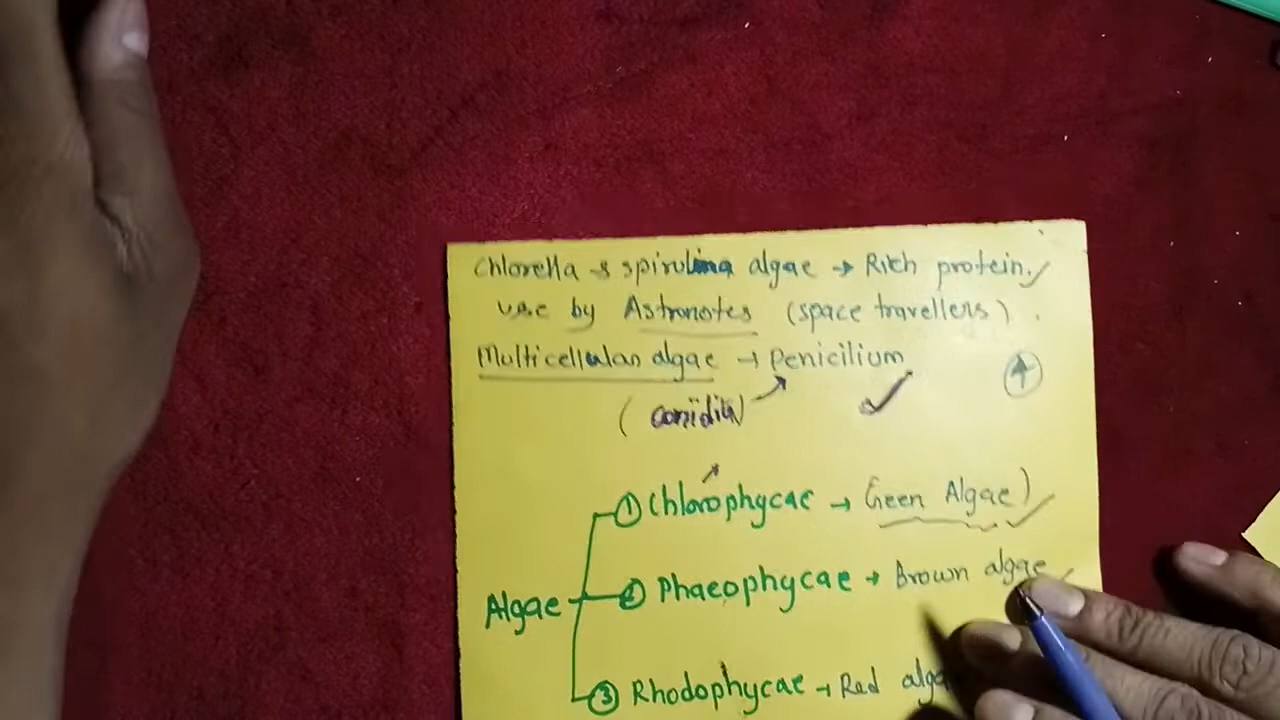 Chlorella & spirulina algae → Rich protein.
use by Astronotes (space travellers).
Multicellular algae → Penicilium
(conidia)
① Chlorophycae → Geen Algae)
Algae ② Phaeophycae → Brown algae
③ Rhodophycae → Red algae